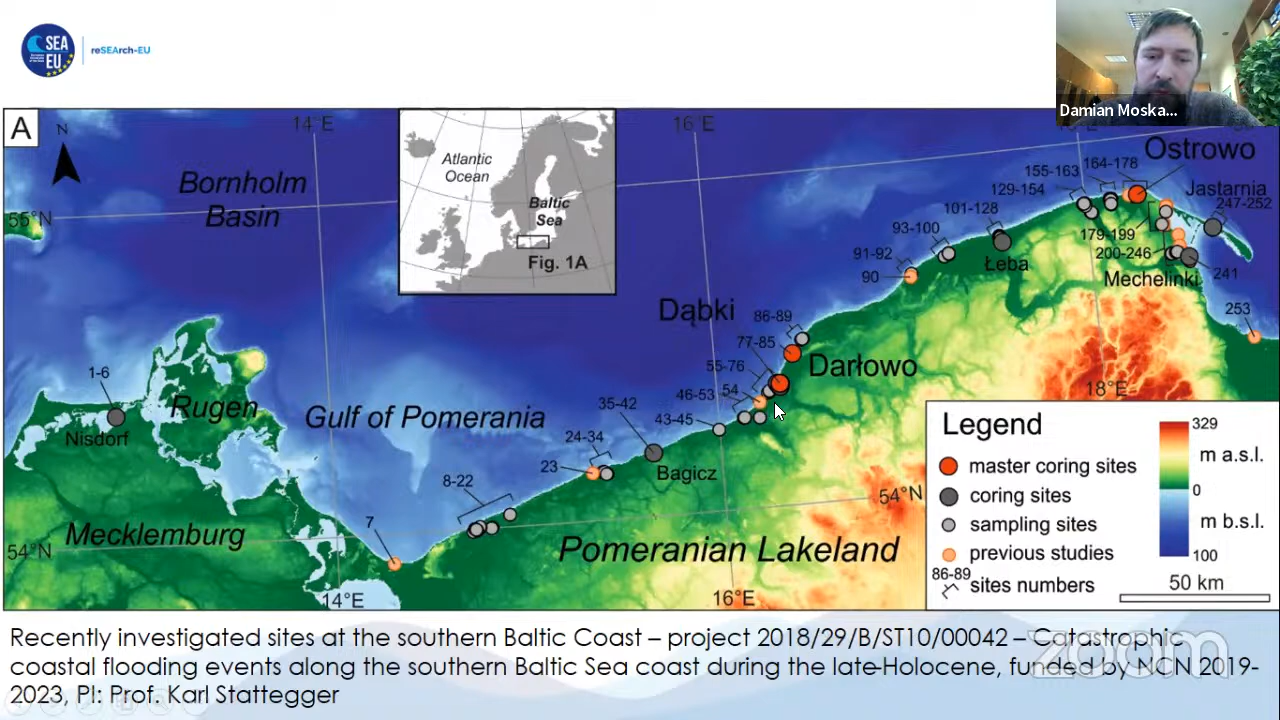 SEA
EU
reSEArch-EU
Damian Moska...
A
N
14°E
16°E
Atlantic
Ocean
Baltic
Sea
Fig. 1A
Bornholm
Basin
55°N
Ostrowo
164-178
155-163
129-154
Jastarnia
247-252
101-128
93-100
179-199
91-92
200-246
90
Łeba
Mechelinki
241
253
Dąbki
86-89
77-85
55-76
54
46-53
Darłowo
18°E
43-45
35-42
24-34
23
Bagicz
1-6
Nisdorf
Rugen
Gulf of Pomerania
8-22
7
Mecklemburg
54°N
Pomeranian Lakeland
54°N
14°E
16°E
Legend
master coring sites
coring sites
sampling sites
previous studies
86-89 sites numbers
329
m a.s.l.
0
m b.s.l.
100
50 km
Recently investigated sites at the southern Baltic Coast – project 2018/29/B/ST10/00042 – Catastrophic
coastal flooding events along the southern Baltic Sea coast during the late-Holocene, funded by NCN 2019-
2023, PI: Prof. Karl Stattegger
zoom